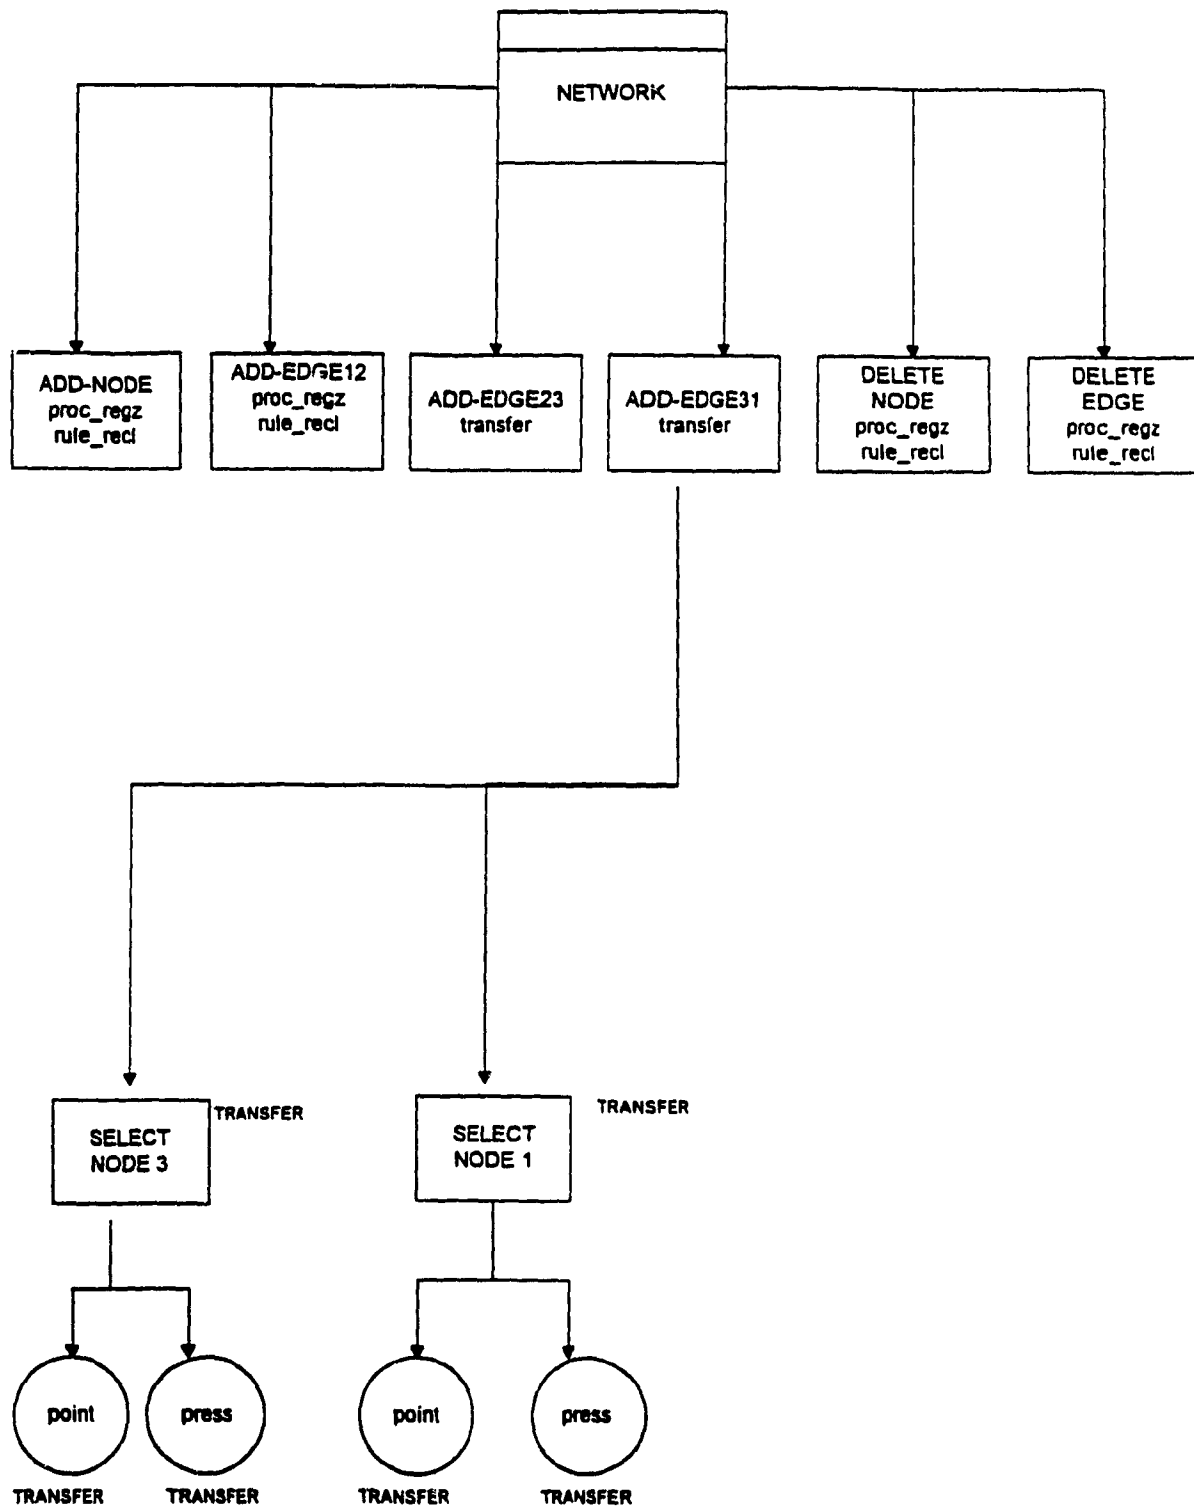 NETWORK
ADD-NODE
proc_regz
rule_recl
ADD-EDGE12
proc_regz
rule_recl
ADD-EDGE23
transfer
ADD-EDGE31
transfer
DELETE
NODE
proc_regz
rule_recl
DELETE
EDGE
proc_regz
rule_recl
SELECT
NODE 3
TRANSFER
SELECT
NODE 1
TRANSFER
point
press
point
press
TRANSFER
TRANSFER
TRANSFER
TRANSFER